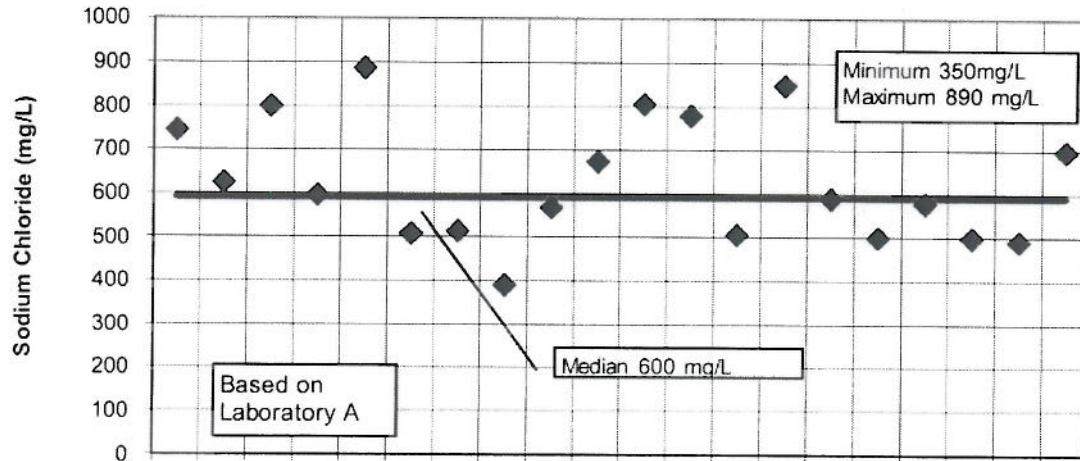 Sodium Chloride (mg/L)
1000
900
800
700
600
500
400
300
200
100
0
Minimum 350mg/L
Maximum 890 mg/L
Median 600 mg/L
Based on
Laboratory A